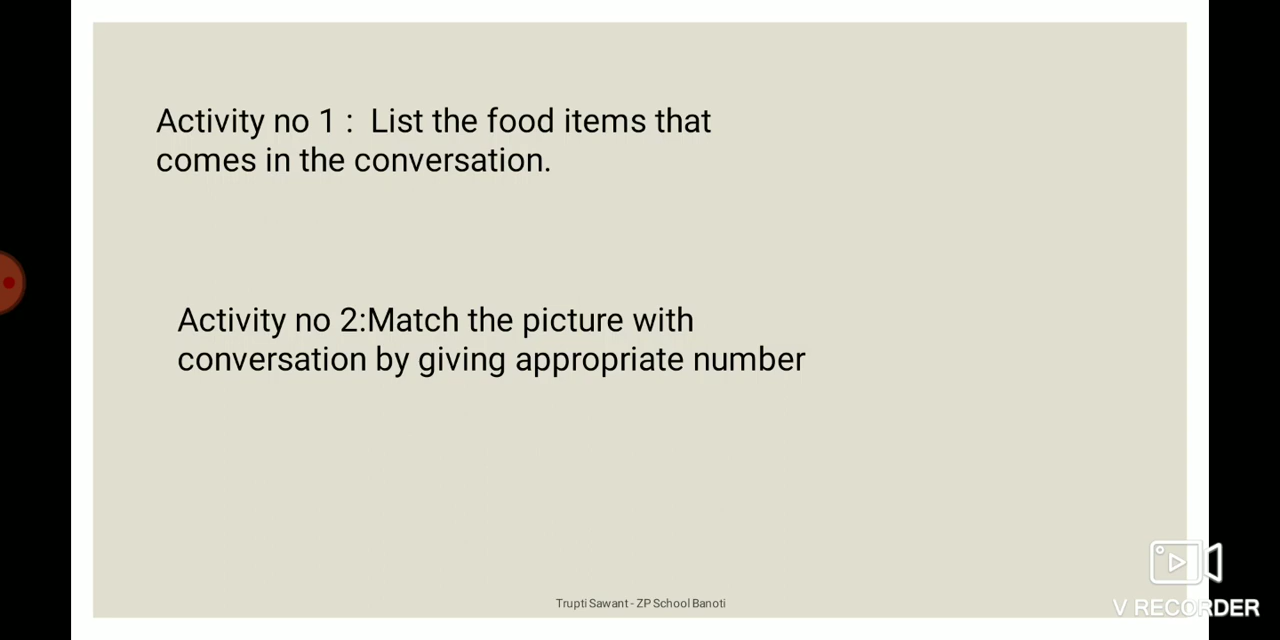 Activity no 1 :  List the food items that
comes in the conversation.
Activity no 2:Match the picture with
conversation by giving appropriate number
Trupti Sawant - ZP School Banoti
V RECORDER